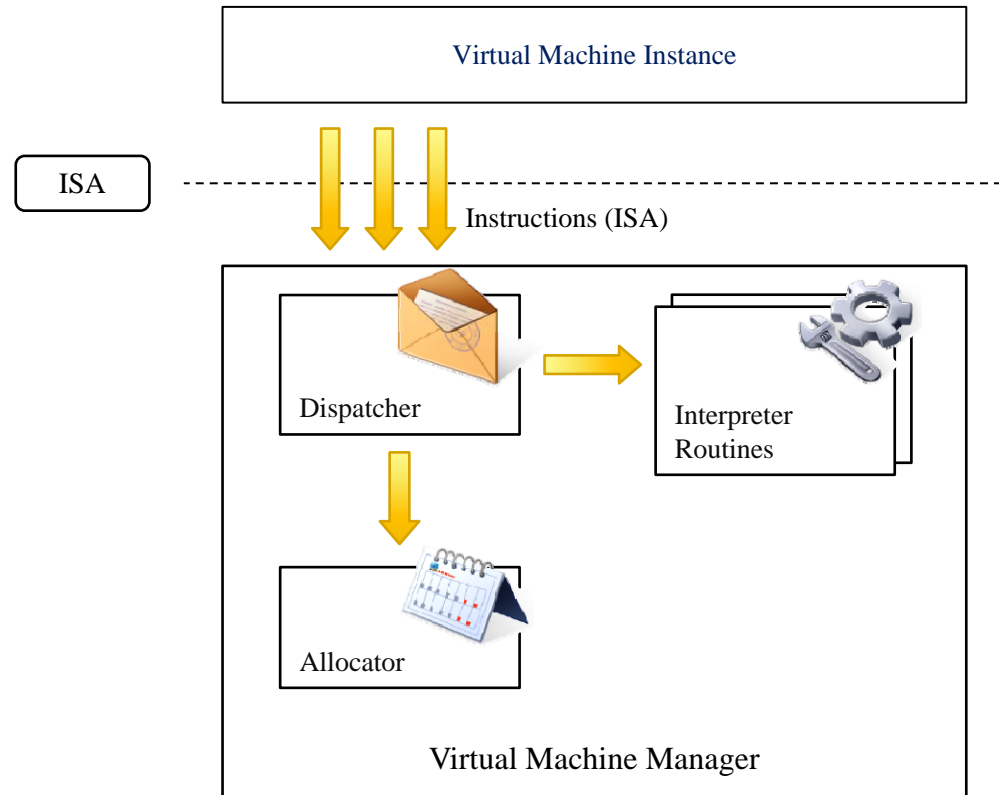 Virtual Machine Instance
ISA
Instructions (ISA)
Dispatcher
Interpreter
Routines
Allocator
Virtual Machine Manager